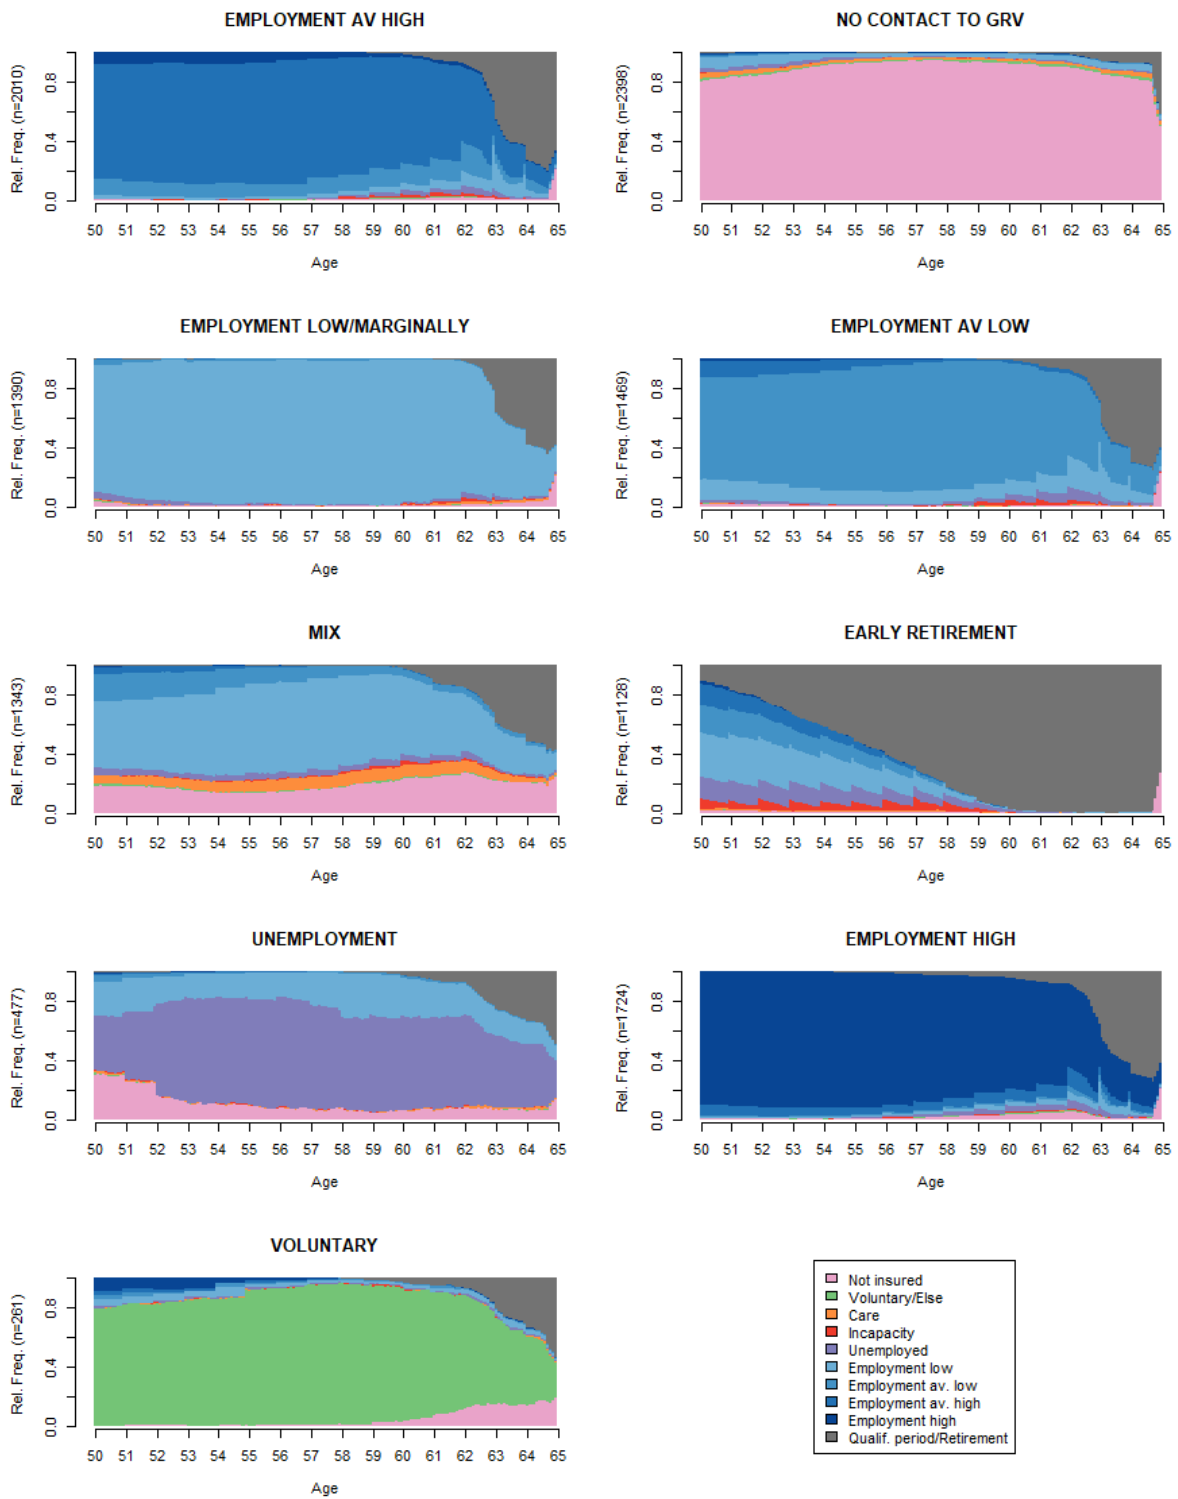 EMPLOYMENT AV HIGH
Rel. Freq. (n=2010)
0.0 0.4 0.8
50 51 52 53 54 55 56 57 58 59 60 61 62 63 64 65
Age
NO CONTACT TO GRV
Rel. Freq. (n=2398)
0.0 0.4 0.8
50 51 52 53 54 55 56 57 58 59 60 61 62 63 64 65
Age
EMPLOYMENT LOW/MARGINALLY
Rel. Freq. (n=1390)
0.0 0.4 0.8
50 51 52 53 54 55 56 57 58 59 60 61 62 63 64 65
Age
EMPLOYMENT AV LOW
Rel. Freq. (n=1469)
0.0 0.4 0.8
50 51 52 53 54 55 56 57 58 59 60 61 62 63 64 65
Age
MIX
Rel. Freq. (n=1343)
0.0 0.4 0.8
50 51 52 53 54 55 56 57 58 59 60 61 62 63 64 65
Age
EARLY RETIREMENT
Rel. Freq. (n=1128)
0.0 0.4 0.8
50 51 52 53 54 55 56 57 58 59 60 61 62 63 64 65
Age
UNEMPLOYMENT
Rel. Freq. (n=477)
0.0 0.4 0.8
50 51 52 53 54 55 56 57 58 59 60 61 62 63 64 65
Age
EMPLOYMENT HIGH
Rel. Freq. (n=1724)
0.0 0.4 0.8
50 51 52 53 54 55 56 57 58 59 60 61 62 63 64 65
Age
VOLUNTARY
Rel. Freq. (n=261)
0.0 0.4 0.8
50 51 52 53 54 55 56 57 58 59 60 61 62 63 64 65
Age
Not insured
Voluntary/Else
Care
Incapacity
Unemployed
Employment low
Employment av. low
Employment av. high
Employment high
Qualif. period/Retirement